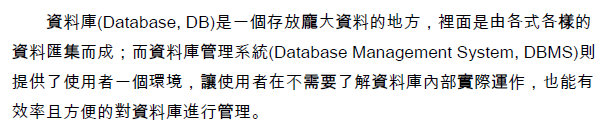 資料庫(Database, DB)是一個存放龐大資料的地方，裡面是由各式各樣的
資料匯集而成；而資料庫管理系統(Database Management System, DBMS)則
提供了使用者一個環境，讓使用者在不需要了解資料庫內部實際運作，也能有
效率且方便的對資料庫進行管理。